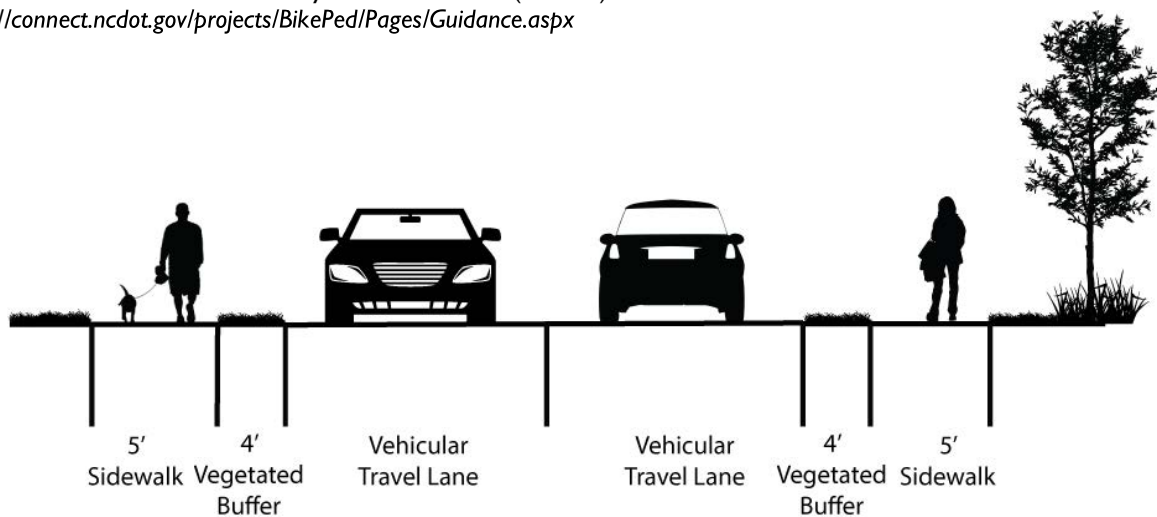 //connect.ncdot.gov/projects/BikePed/Pages/Guidance.aspx
5' 4' Vehicular Vehicular 4' 5'
Sidewalk Vegetated Travel Lane Travel Lane Vegetated Sidewalk
Buffer Buffer